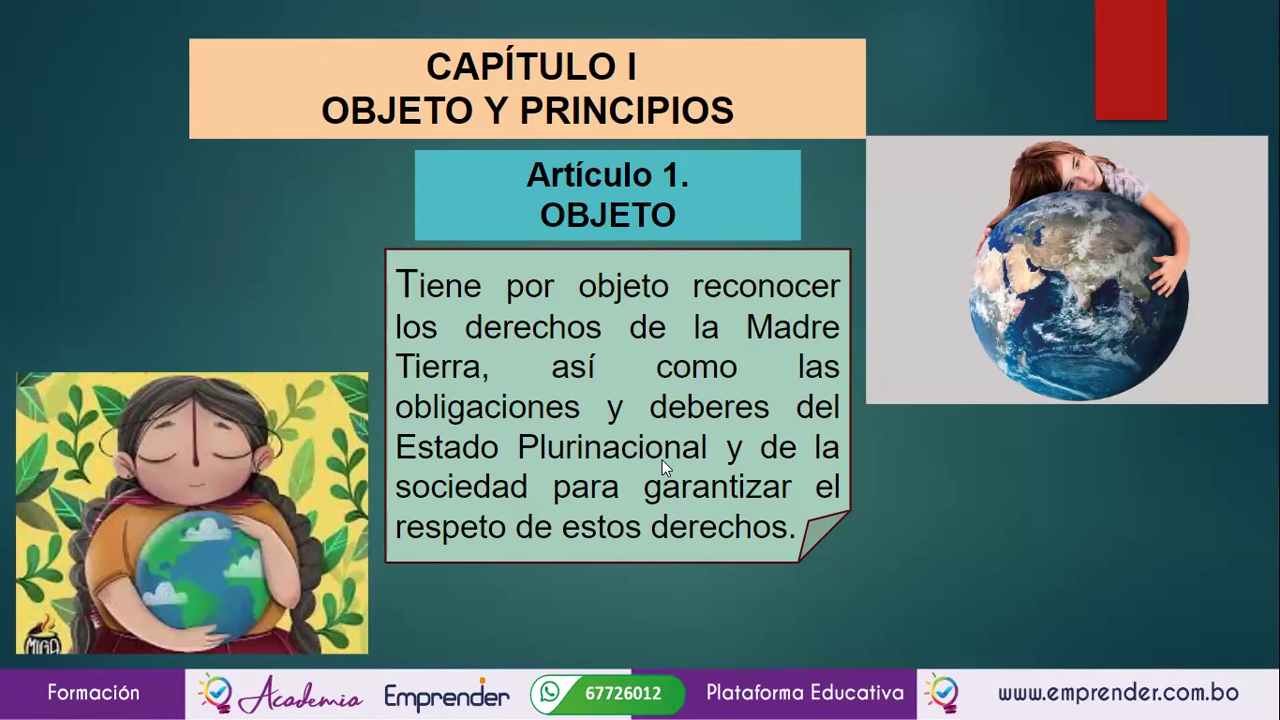 CAPÍTULO I
OBJETO Y PRINCIPIOS
Artículo 1.
OBJETO
Tiene por objeto reconocer
los derechos de la Madre
Tierra, así como las
obligaciones y deberes del
Estado Plurinacional y de la
sociedad para garantizar el
respeto de estos derechos.
MIGA
Formación
Academia
Emprender
67726012
Plataforma Educativa
www.emprender.com.bo